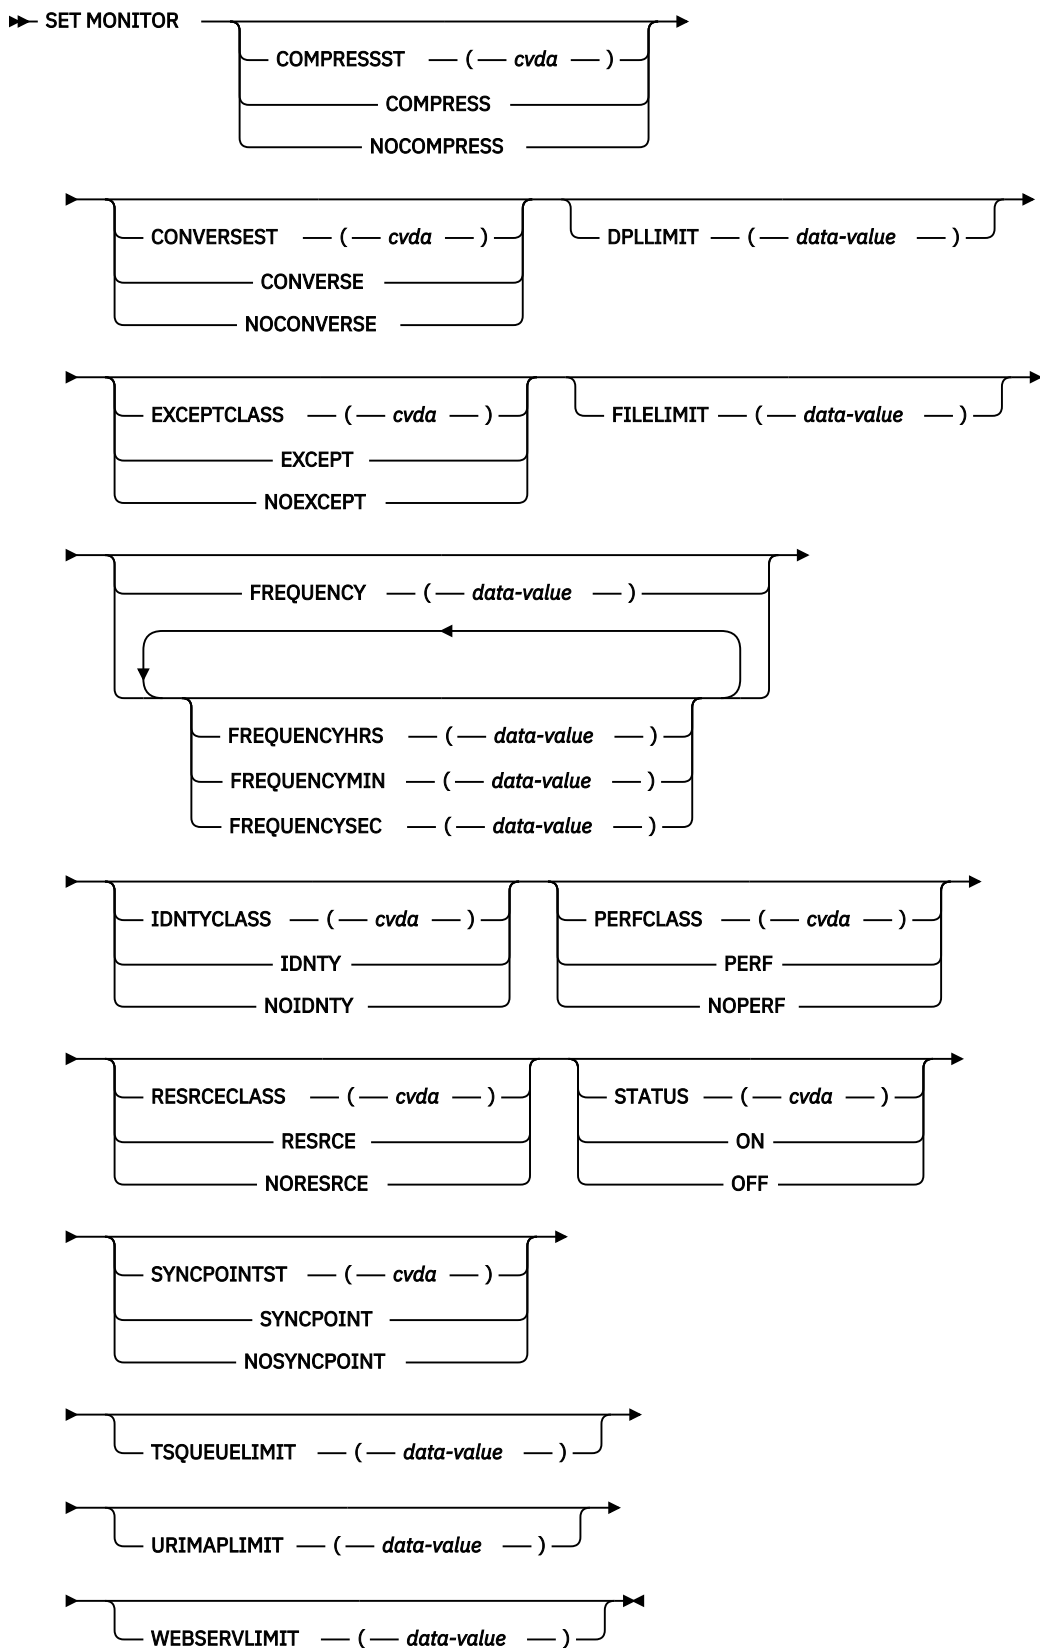 SET MONITOR
COMPRESSST ( cvda )
COMPRESS
NOCOMPRESS
CONVERSEST ( cvda ) DPLLIMIT ( data-value )
CONVERSE
NOCONVERSE
EXCEPTCLASS ( cvda ) FILELIMIT ( data-value )
EXCEPT
NOEXCEPT
FREQUENCY ( data-value )
FREQUENCYHRS ( data-value )
FREQUENCYMIN ( data-value )
FREQUENCYSEC ( data-value )
IDNTYCLASS ( cvda ) PERFCLASS ( cvda )
IDNTY PERF
NOIDNTY NOPERF
RESRCECLASS ( cvda ) STATUS ( cvda )
RESRCE ON
NORESRCE OFF
SYNCPOINTST ( cvda )
SYNCPOINT
NOSYNCPOINT
TSQUEUELIMIT ( data-value )
URIMAPLIMIT ( data-value )
WEBSERVLIMIT ( data-value )